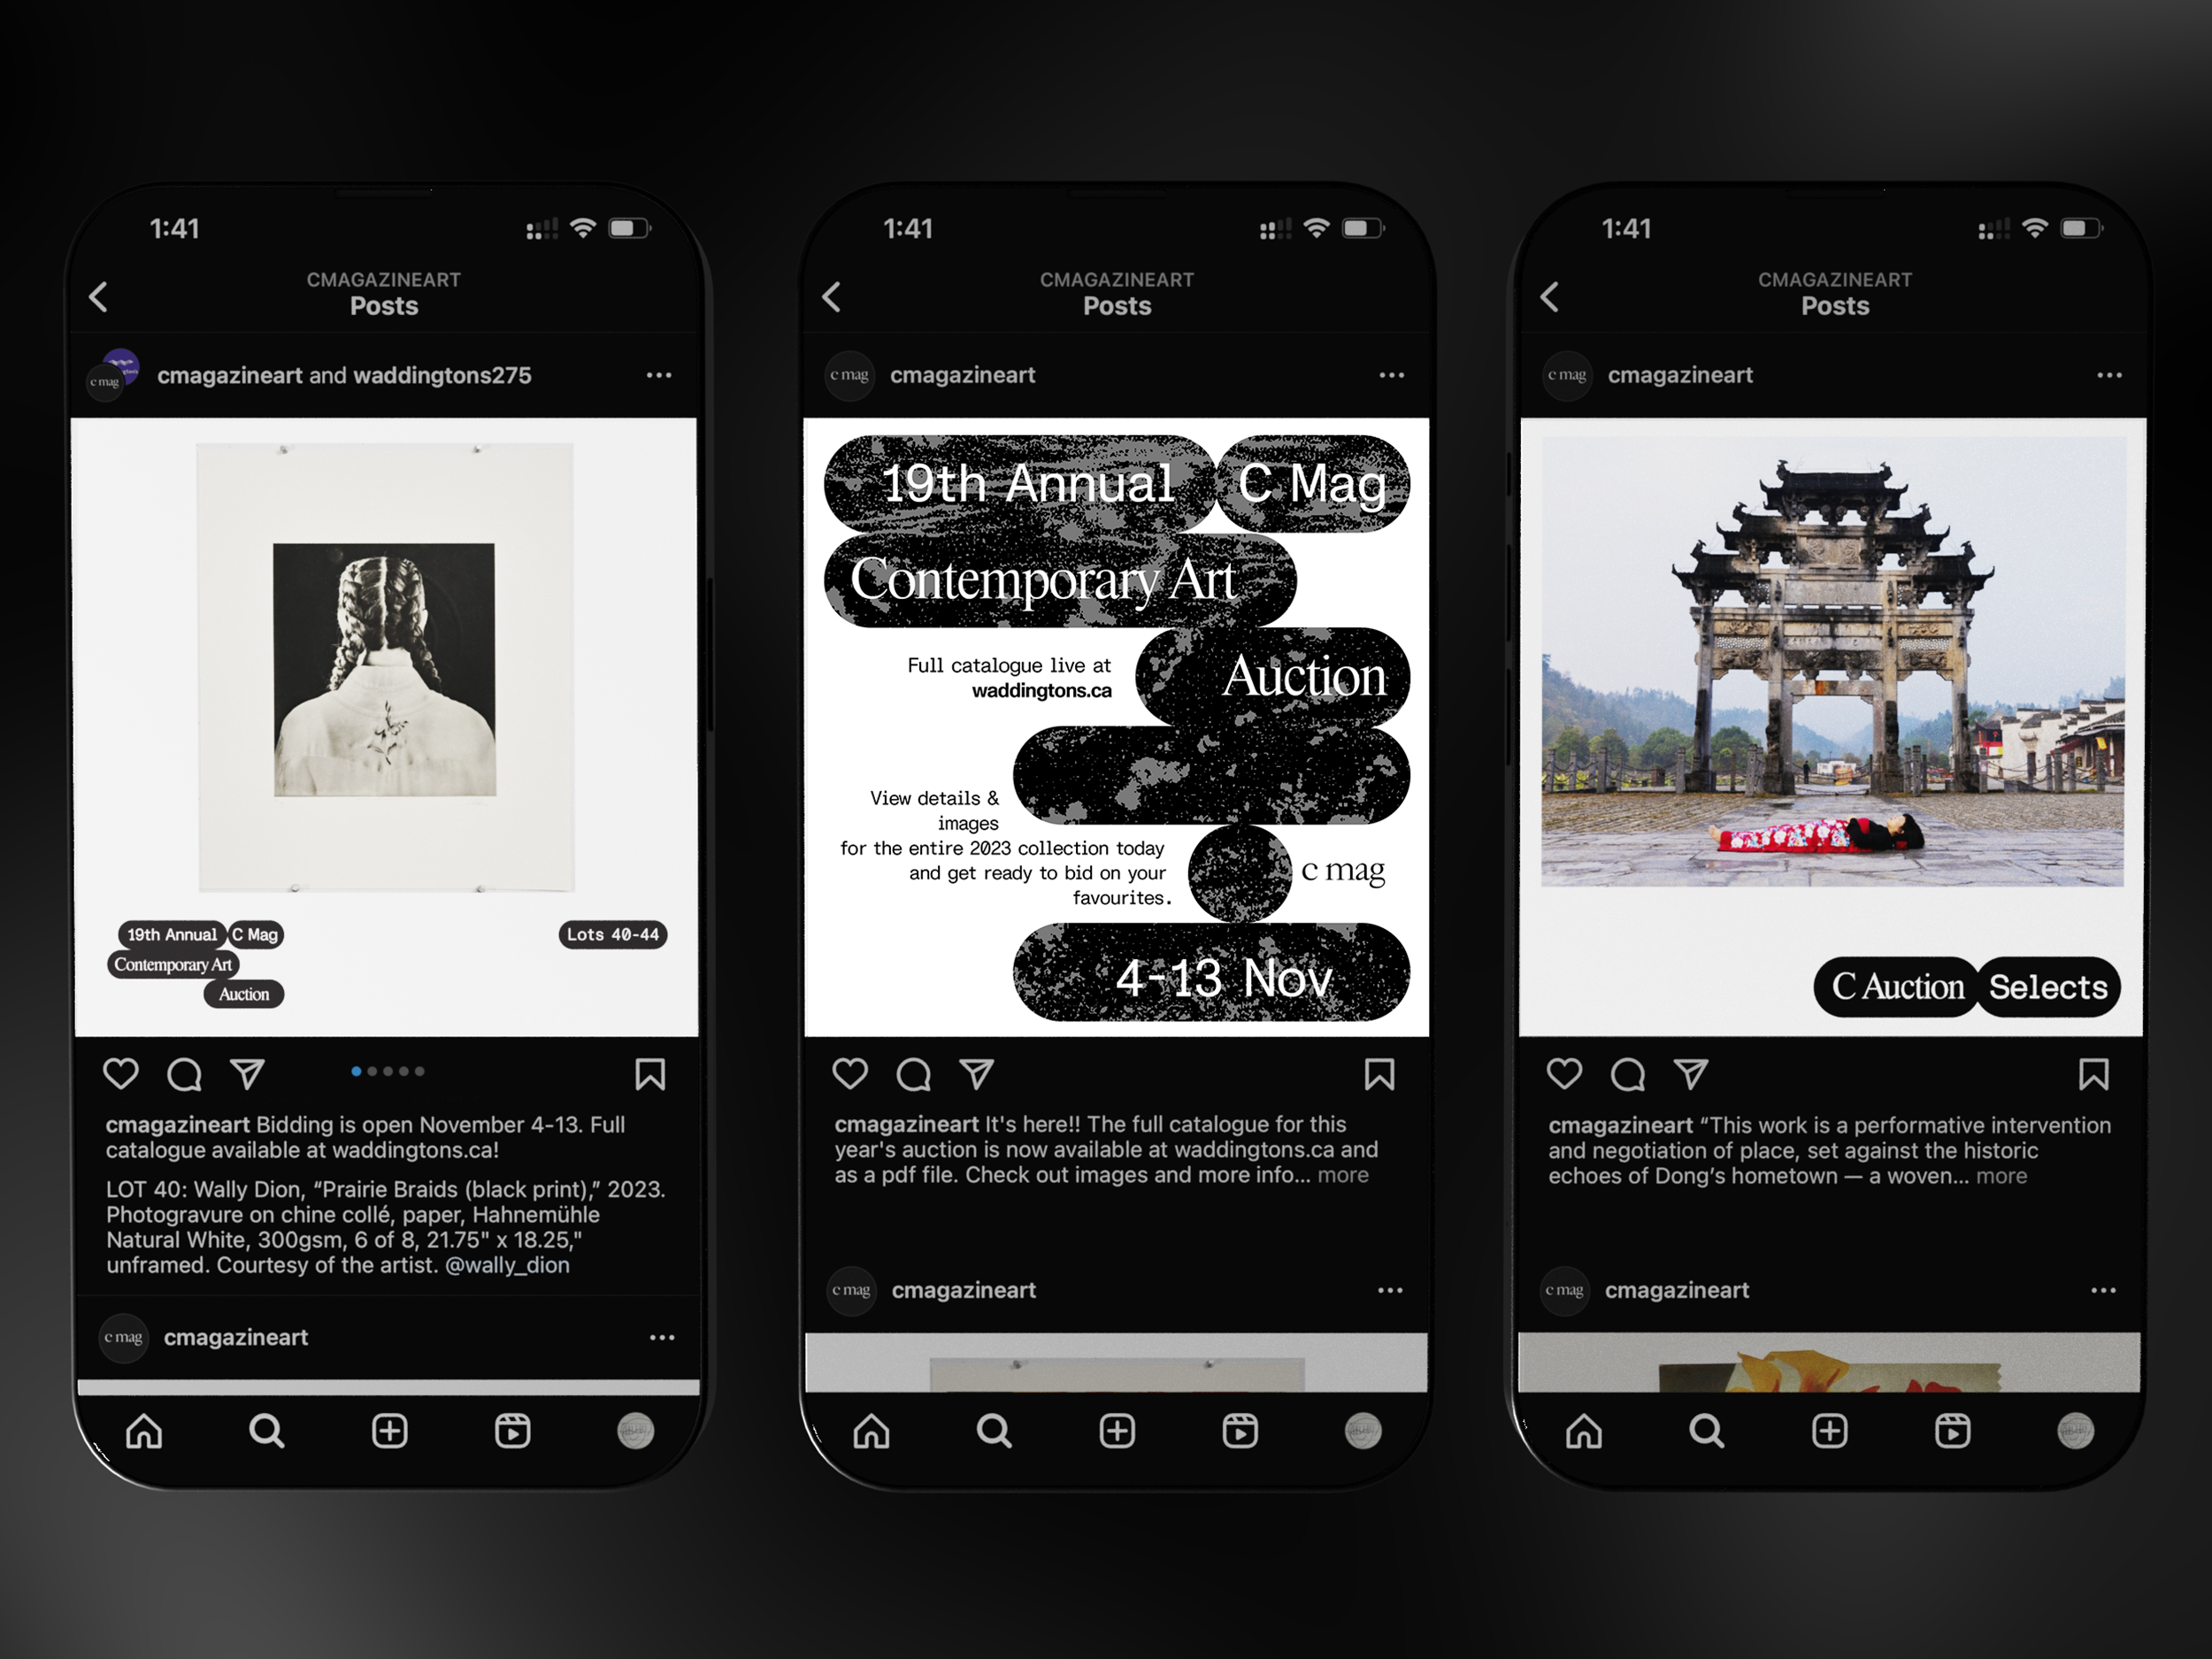 1:41
CMAGAZINEART
Posts
c mag
cmagazineart and waddingtons275
19th Annual C Mag
Contemporary Art
Auction
Lots 40-44
cmagazineart Bidding is open November 4-13. Full
catalogue available at waddingtons.ca!
LOT 40: Wally Dion, “Prairie Braids (black print),” 2023.
Photogravure on chine collé, paper, Hahnemühle
Natural White, 300gsm, 6 of 8, 21.75" x 18.25,"
unframed. Courtesy of the artist. @wally_dion
c mag cmagazineart
1:41
CMAGAZINEART
Posts
c mag cmagazineart
19th Annual C Mag
Contemporary Art
Auction
Full catalogue live at
waddingtons.ca
View details &
images
for the entire 2023 collection today
and get ready to bid on your
favourites.
c mag
4-13 Nov
cmagazineart It's here!! The full catalogue for this
year's auction is now available at waddingtons.ca and
as a pdf file. Check out images and more info... more
c mag cmagazineart
1:41
CMAGAZINEART
Posts
c mag cmagazineart
C Auction Selects
cmagazineart “This work is a performative intervention
and negotiation of place, set against the historic
echoes of Dong’s hometown — a woven... more
c mag cmagazineart